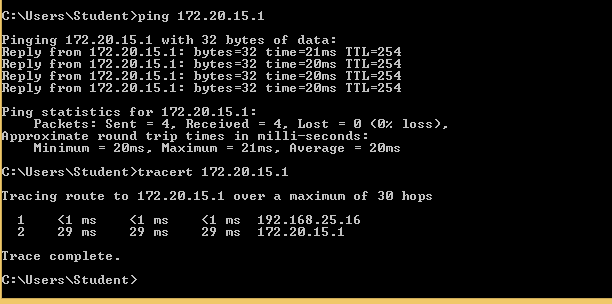 C:\Users\Student>ping 172.20.15.1
Pinging 172.20.15.1 with 32 bytes of data:
Reply from 172.20.15.1: bytes=32 time=21ms TTL=254
Reply from 172.20.15.1: bytes=32 time=20ms TTL=254
Reply from 172.20.15.1: bytes=32 time=20ms TTL=254
Reply from 172.20.15.1: bytes=32 time=20ms TTL=254
Ping statistics for 172.20.15.1:
    Packets: Sent = 4, Received = 4, Lost = 0 (0% loss),
Approximate round trip times in milli-seconds:
    Minimum = 20ms, Maximum = 21ms, Average = 20ms
C:\Users\Student>tracert 172.20.15.1
Tracing route to 172.20.15.1 over a maximum of 30 hops
  1    <1 ms    <1 ms    <1 ms  192.168.25.16
  2    29 ms    29 ms    29 ms  172.20.15.1
Trace complete.
C:\Users\Student>